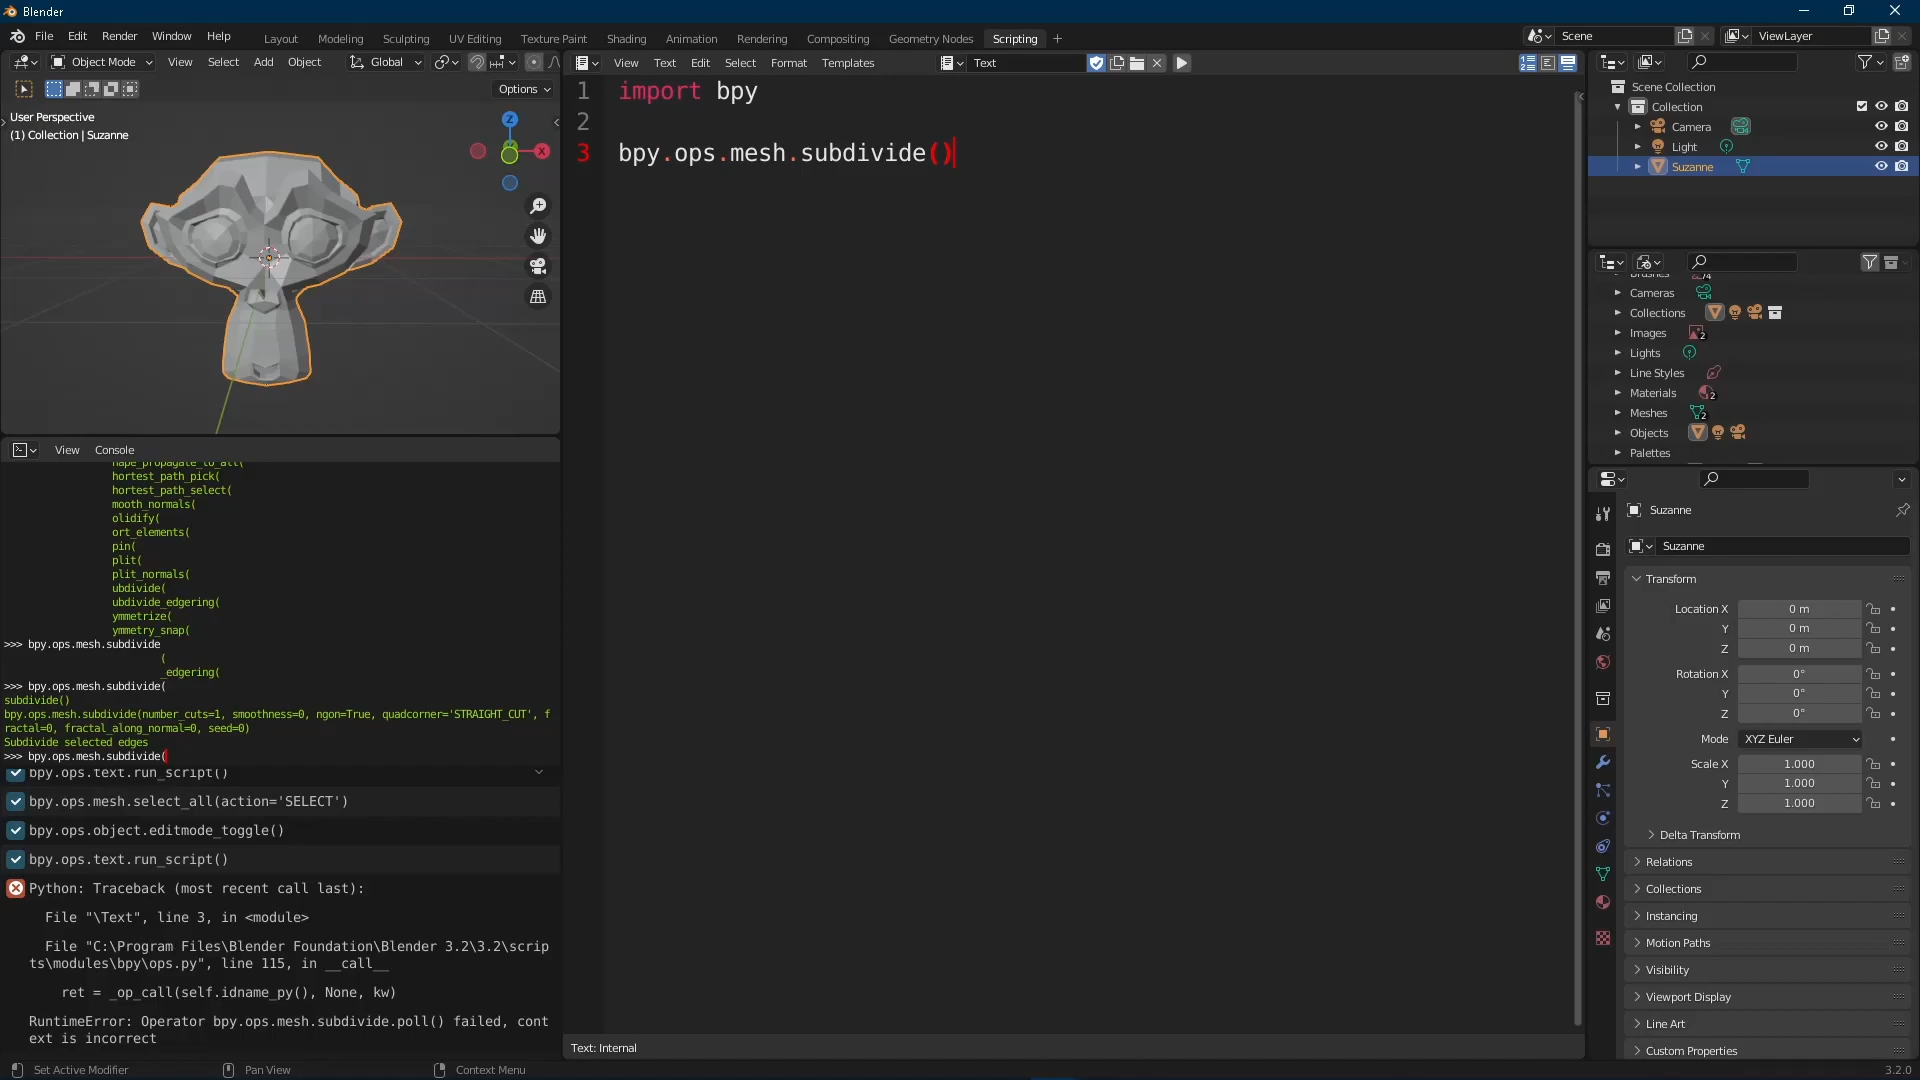 Blender
File Edit Render Window Help
Layout Modeling Sculpting UV Editing Texture Paint Shading Animation Rendering Compositing Geometry Nodes Scripting +
Scene
ViewLayer
Object Mode View Select Add Object Global
Options
User Perspective
(1) Collection | Suzanne
Z
X
View Text Edit Select Format Templates Text
1 import bpy
2
3 bpy.ops.mesh.subdivide()
Text: Internal
View Console
hape_propagate_to_all(
hortest_path_pick(
hortest_path_select(
mooth_normals(
olidify(
ort_elements(
pin(
plit(
plit_normals(
ubdivide(
ubdivide_edgering(
ymmetrize(
ymmetry_snap(
>>> bpy.ops.mesh.subdivide
(
_edgering(
>>> bpy.ops.mesh.subdivide(
subdivide()
bpy.ops.mesh.subdivide(number_cuts=1, smoothness=0, ngon=True, quadcorner='STRAIGHT_CUT', f
ractal=0, fractal_along_normal=0, seed=0)
Subdivide selected edges
>>> bpy.ops.mesh.subdivide(
bpy.ops.text.run_script()
bpy.ops.mesh.select_all(action='SELECT')
bpy.ops.object.editmode_toggle()
bpy.ops.text.run_script()
Python: Traceback (most recent call last):
File "\Text", line 3, in <module>
File "C:\Program Files\Blender Foundation\Blender 3.2\3.2\scrip
ts\modules\bpy\ops.py", line 115, in __call__
ret = _op_call(self.idname_py(), None, kw)
RuntimeError: Operator bpy.ops.mesh.subdivide.poll() failed, cont
ext is incorrect
Scene Collection
Collection
Camera
Light
Suzanne
Brushes
Cameras
Collections
Images 2
Lights
Line Styles
Materials 2
Meshes 2
Objects
Palettes
Suzanne
Suzanne
Transform
Location X 0 m
Y 0 m
Z 0 m
Rotation X 0°
Y 0°
Z 0°
Mode XYZ Euler
Scale X 1.000
Y 1.000
Z 1.000
Delta Transform
Relations
Collections
Instancing
Motion Paths
Visibility
Viewport Display
Line Art
Custom Properties
Set Active Modifier
Pan View
Context Menu
3.2.0